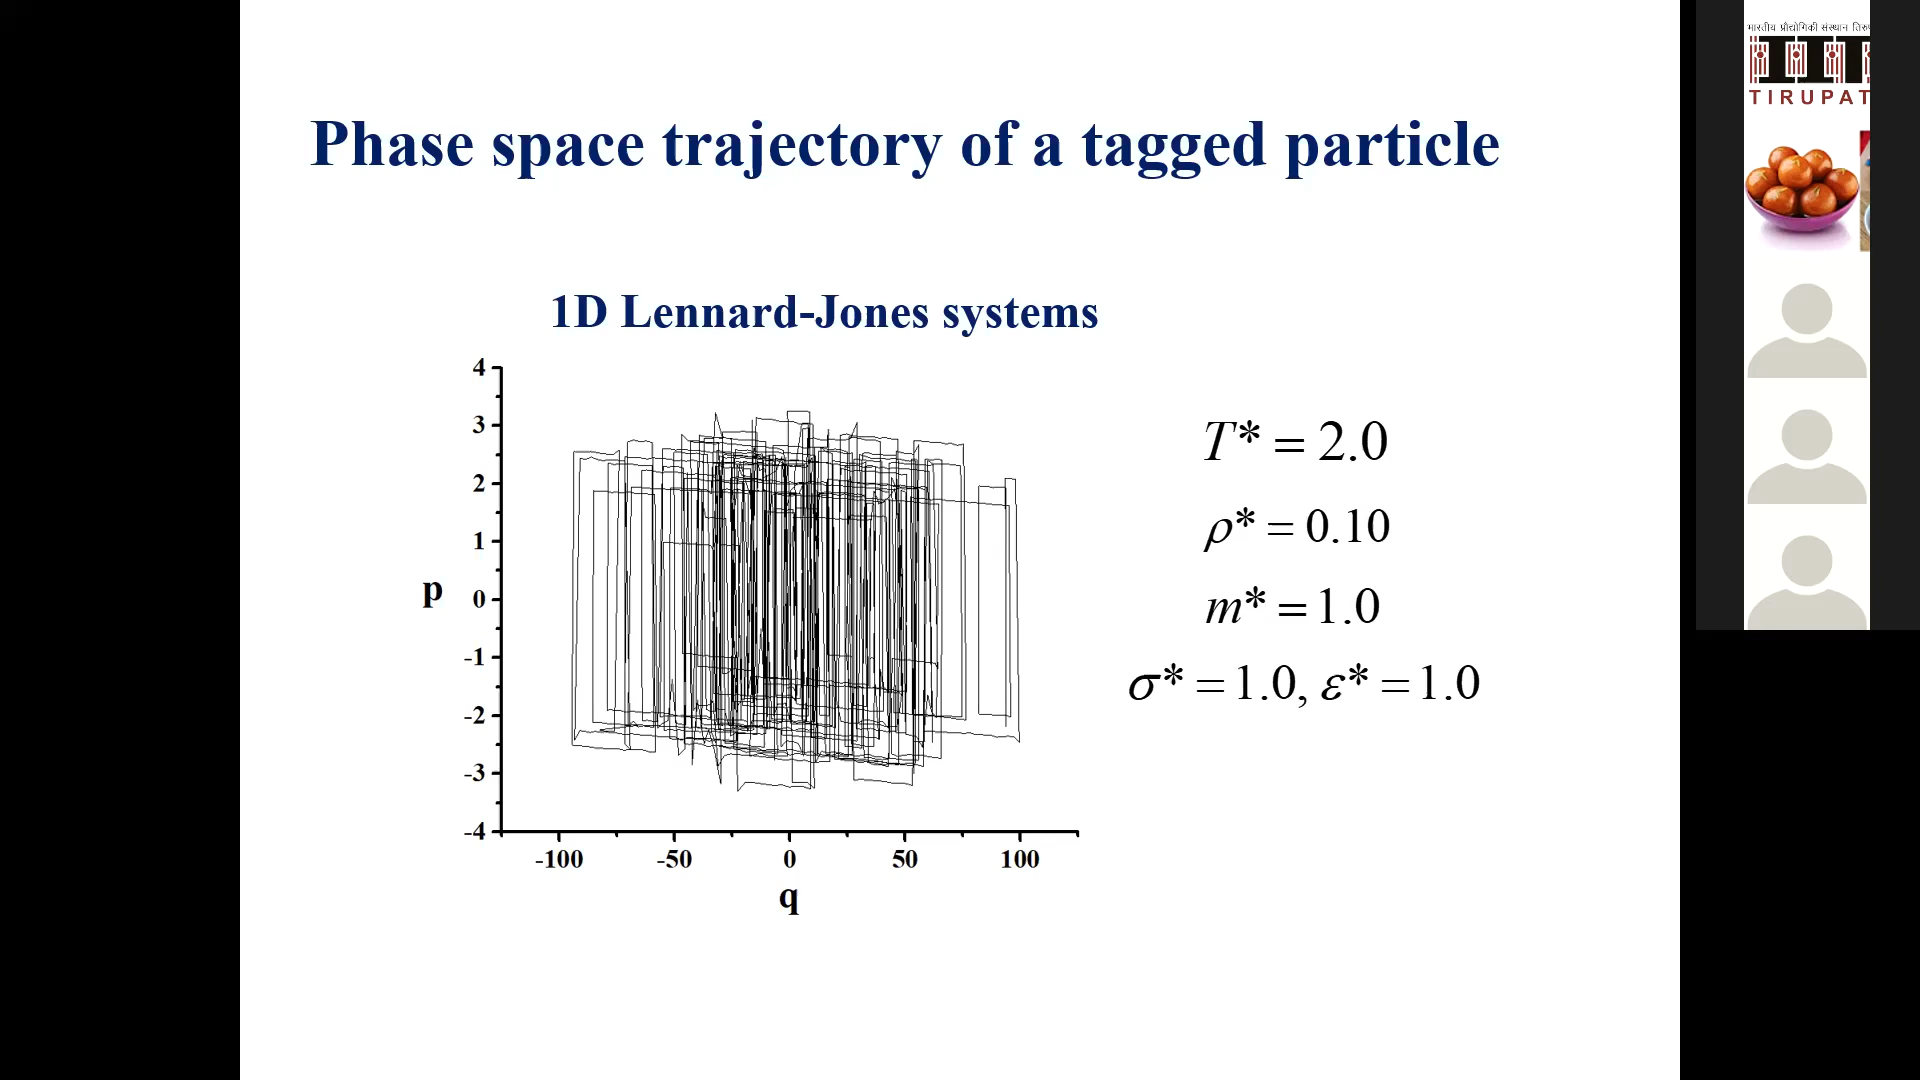 Phase space trajectory of a tagged particle
1D Lennard-Jones systems
4
3
2
1
0
-1
-2
-3
-4
p
-100 -50 0 50 100
q
T* = 2.0
ρ* = 0.10
m* = 1.0
σ* = 1.0, ε* = 1.0
भारतीय प्रौद्योगिकी संस्थान
TIRUPAT